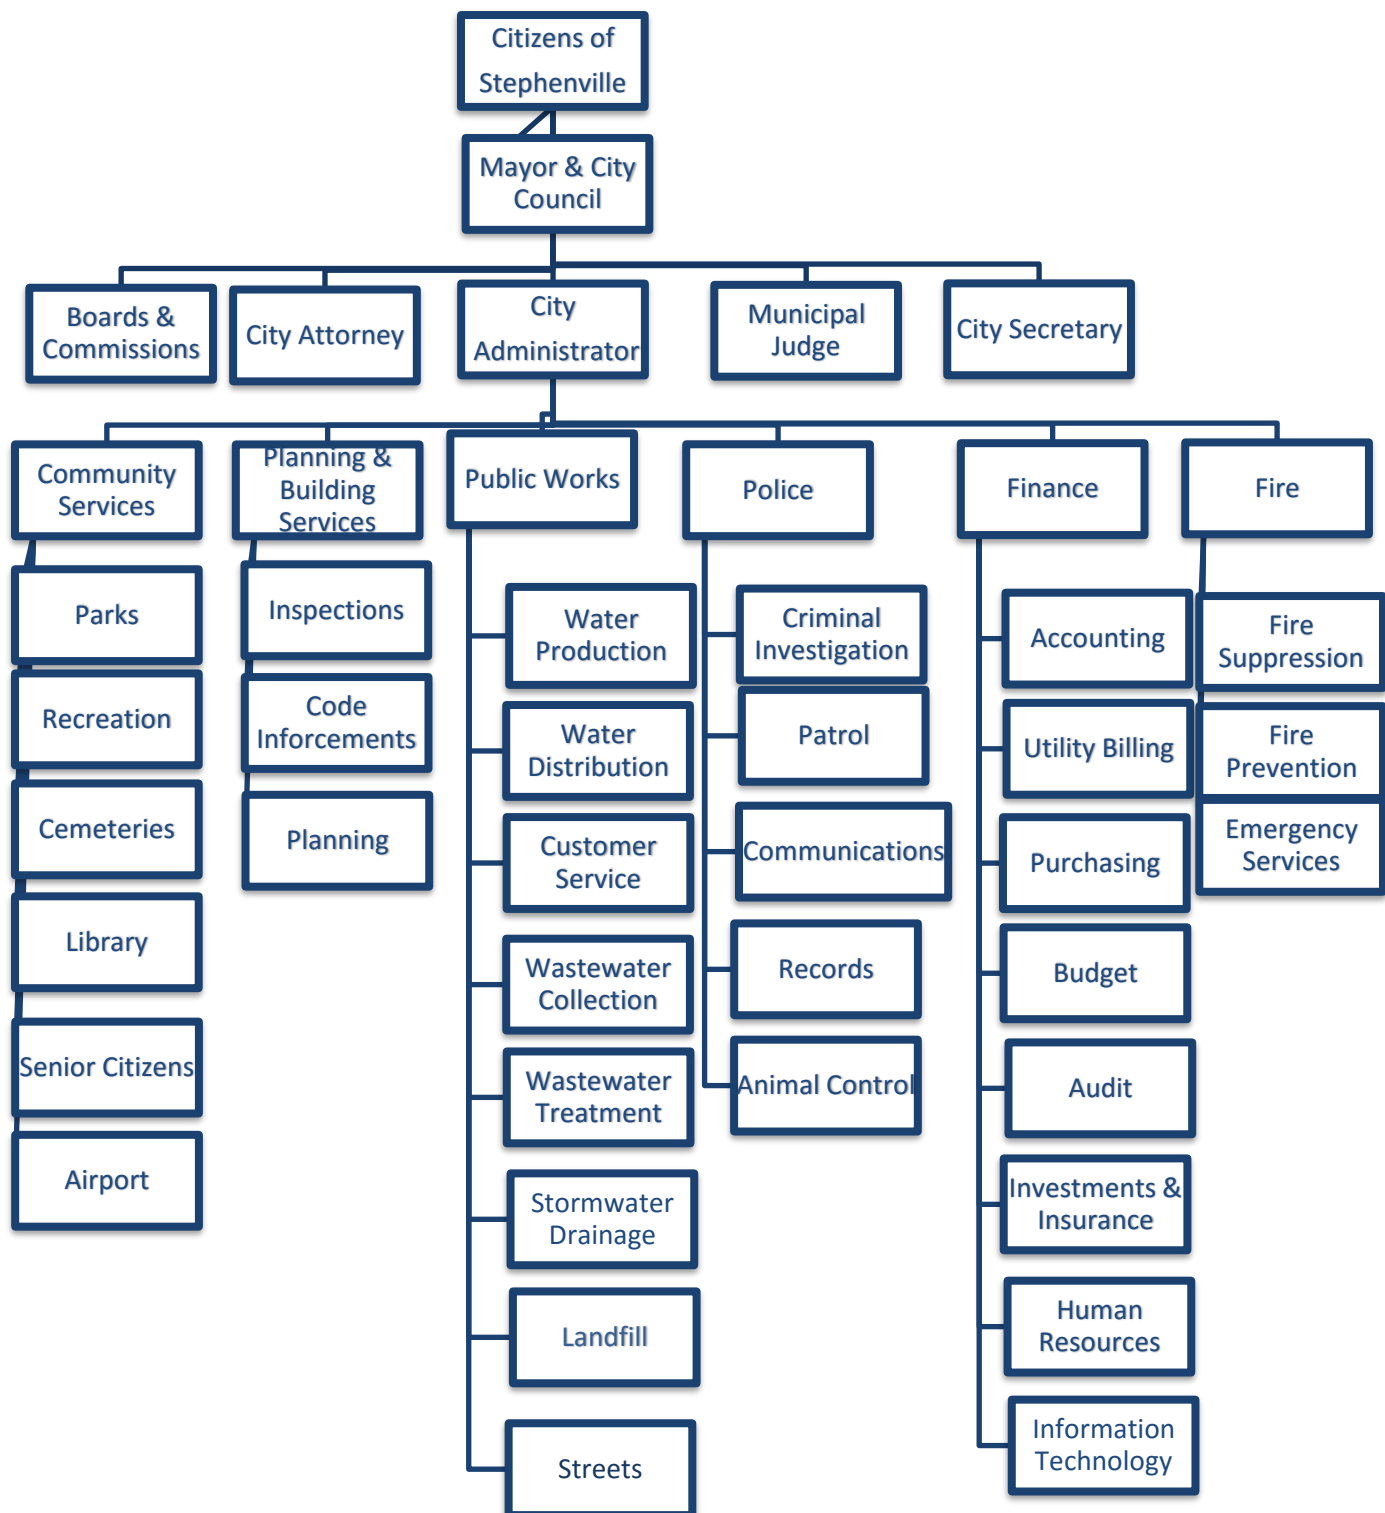 Citizens of
Stephenville
Mayor & City
Council
Boards &
Commissions
City Attorney
City
Administrator
Municipal
Judge
City Secretary
Community
Services
Planning &
Building
Services
Public Works
Police
Finance
Fire
Parks
Recreation
Cemeteries
Library
Senior Citizens
Airport
Inspections
Code
Inforcements
Planning
Water
Production
Water
Distribution
Customer
Service
Wastewater
Collection
Wastewater
Treatment
Stormwater
Drainage
Landfill
Streets
Criminal
Investigation
Patrol
Communications
Records
Animal Control
Accounting
Utility Billing
Purchasing
Budget
Audit
Investments &
Insurance
Human
Resources
Information
Technology
Fire
Suppression
Fire
Prevention
Emergency
Services